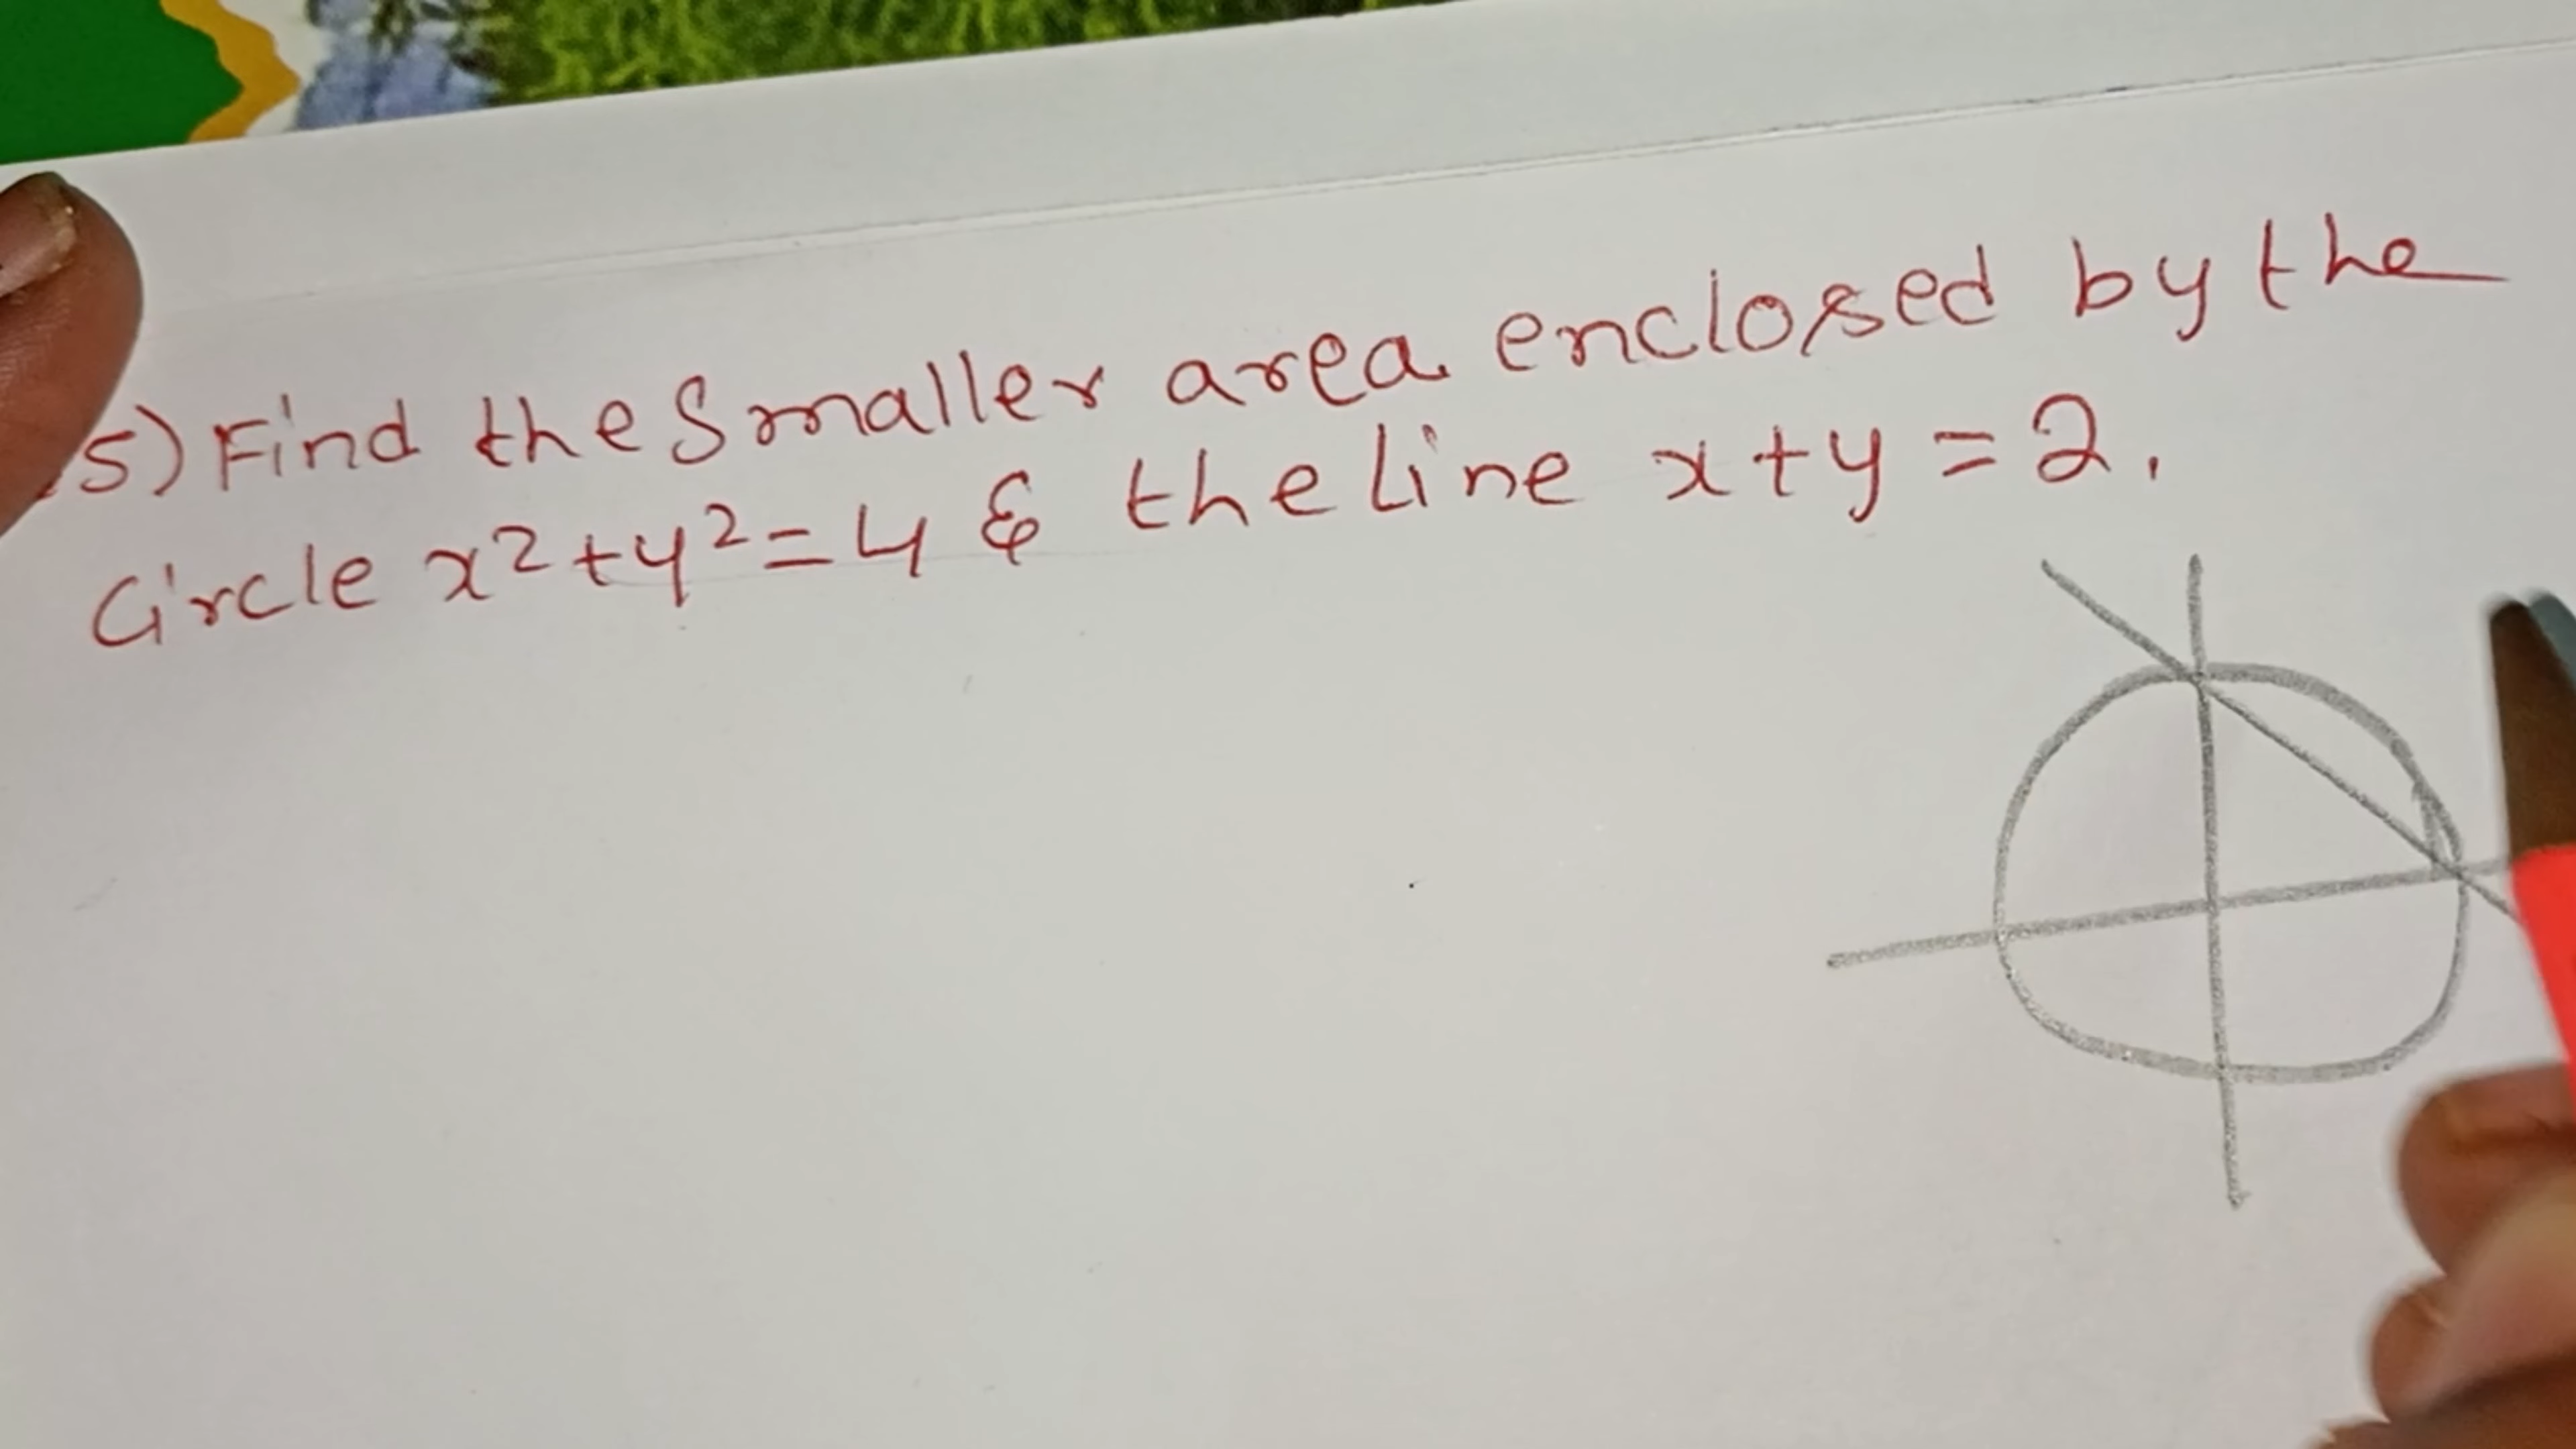 5) Find the Smaller area enclosed by the
Circle x²+y²=4 & the line x+y=2.